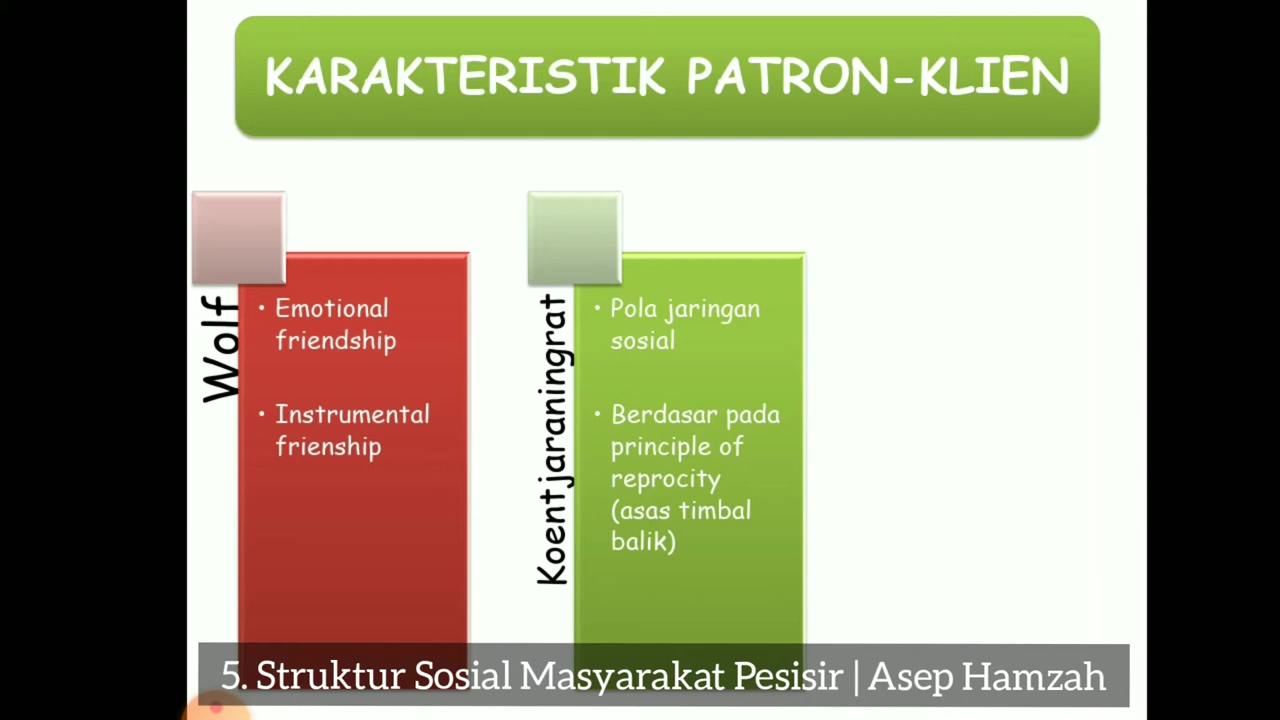 KARAKTERISTIK PATRON-KLIEN
Wolf
• Emotional
friendship
• Instrumental
frienship
Koentjaraningrat
• Pola jaringan
sosial
• Berdasar pada
principle of
reprocity
(asas timbal
balik)
5. Struktur Sosial Masyarakat Pesisir | Asep Hamzah